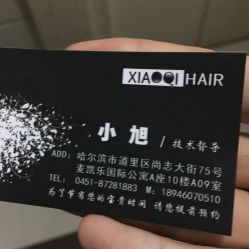 XIAOQI HAIR
小旭 / 技术督导
ADD: 哈尔滨市道里区尚志大街75号
麦凯乐国际公寓A座10楼A09室
TEL: 0451-87281883 M: 18946070510
为了节省您的宝贵时间 请您提前预约